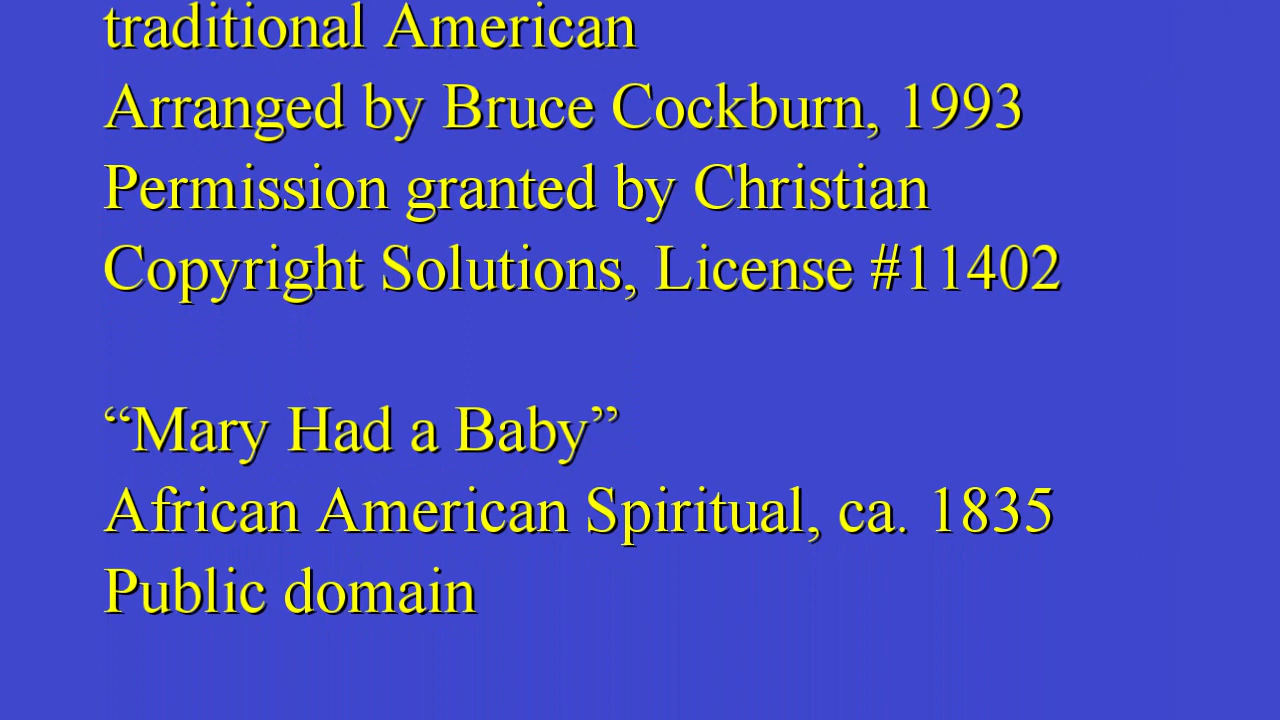 traditional American
Arranged by Bruce Cockburn, 1993
Permission granted by Christian
Copyright Solutions, License #11402
“Mary Had a Baby”
African American Spiritual, ca. 1835
Public domain